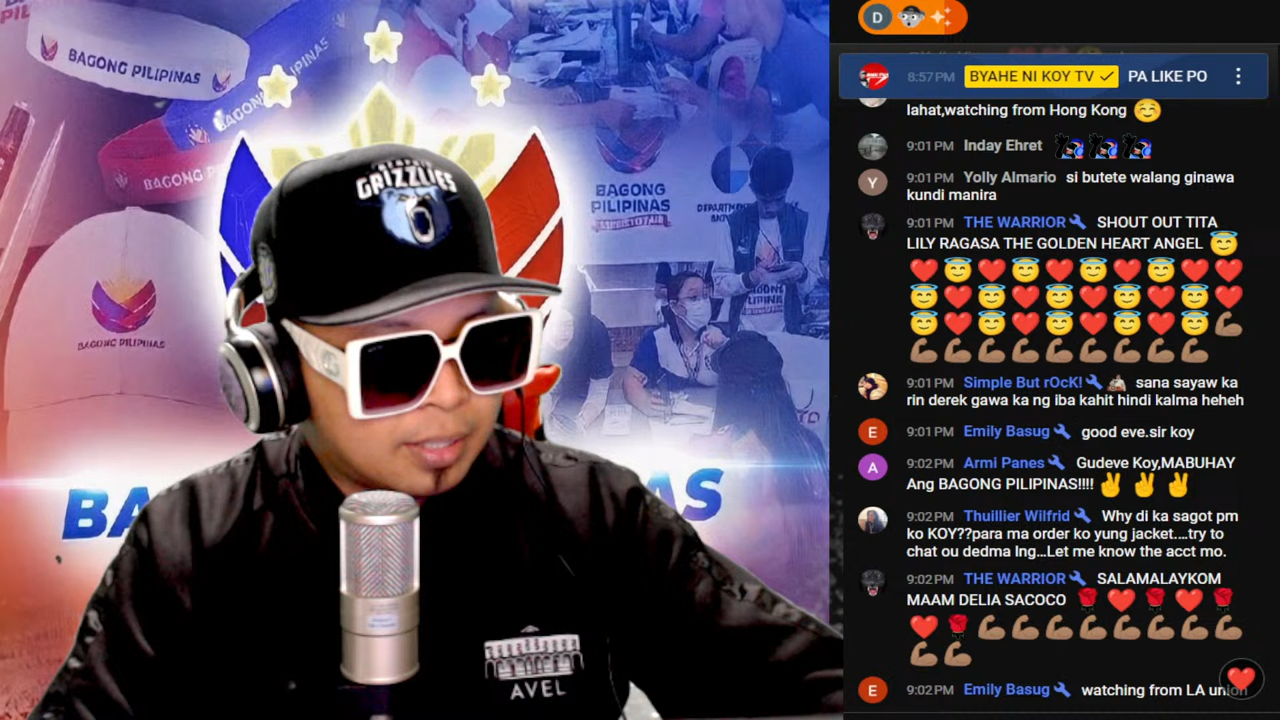 BAGONG PILIPINAS
BAGONG PILIPINAS
BAGONG
BAGONG
PILIPINAS
GRIZZLIES
BAGONG PILIPINAS
AVEL
D
8:57 PM BYAHE NI KOY TV PA LIKE PO
lahat,watching from Hong Kong ☺️
9:01 PM Inday Ehret
Y 9:01 PM Yolly Almario si butete walang ginawa
kundi manira
9:01 PM THE WARRIOR 🔧 SHOUT OUT TITA
LILY RAGASA THE GOLDEN HEART ANGEL 😇
❤️😇❤️😇❤️😇❤️😇❤️❤️
😇❤️😇❤️😇❤️😇❤️😇❤️
😇❤️😇❤️😇❤️😇❤️😇💪🏽
💪🏽💪🏽💪🏽💪🏽💪🏽💪🏽💪🏽💪🏽💪🏽
9:01 PM Simple But rOcK! 🔧 sana sayaw ka
rin derek gawa ka ng iba kahit hindi kalma heheh
E 9:01 PM Emily Basug 🔧 good eve.sir koy
A 9:02 PM Armi Panes 🔧 Gudeve Koy,MABUHAY
Ang BAGONG PILIPINAS!!!! ✌️ ✌️ ✌️
9:02 PM Thuillier Wilfrid 🔧 Why di ka sagot pm
ko KOY??para ma order ko yung jacket....try to
chat ou dedma lng...Let me know the acct mo.
9:02 PM THE WARRIOR 🔧 SALAMALAYKOM
MAAM DELIA SACOCO 🌹❤️🌹❤️🌹
❤️🌹💪🏽💪🏽💪🏽💪🏽💪🏽💪🏽💪🏽💪🏽
💪🏽💪🏽
E 9:02 PM Emily Basug 🔧 watching from LA union